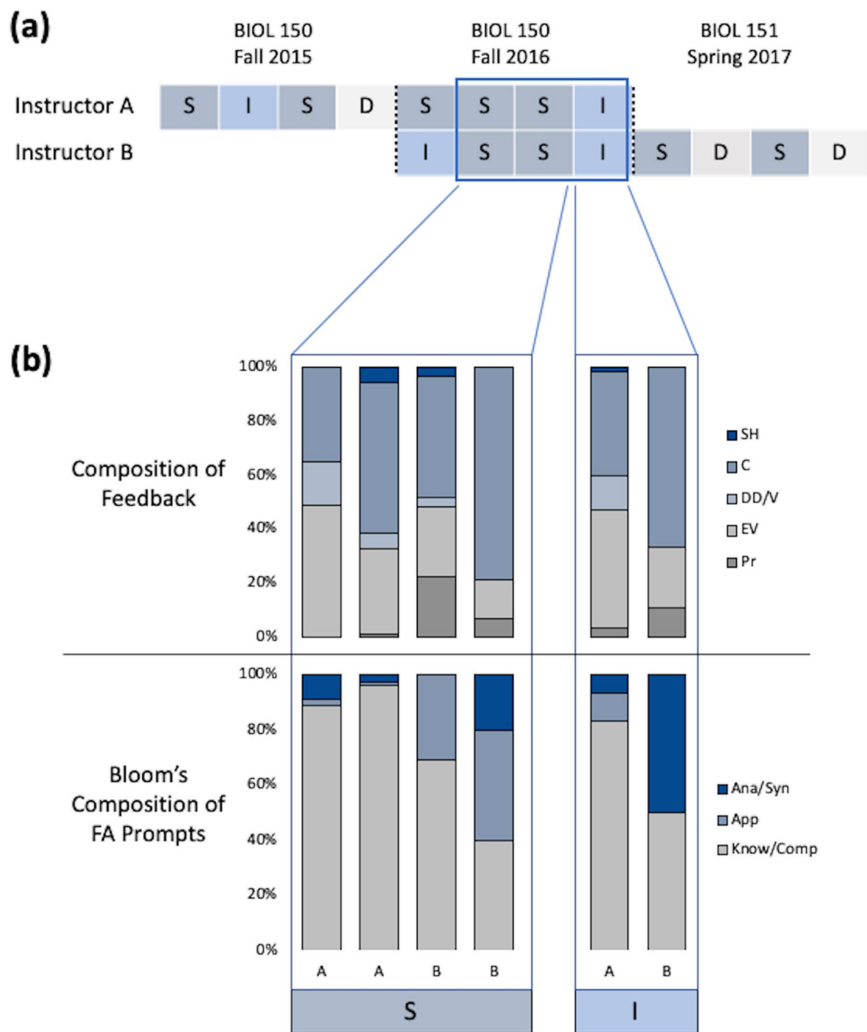 (a)
BIOL 150
Fall 2015
BIOL 150
Fall 2016
BIOL 151
Spring 2017
Instructor A S I S D S S S I
Instructor B I S S I S D S D
(b)
Composition of
Feedback
100%
80%
60%
40%
20%
0%
SH
C
DD/V
EV
Pr
Bloom's
Composition of
FA Prompts
100%
80%
60%
40%
20%
0%
Ana/Syn
App
Know/Comp
A A B B A B
S I